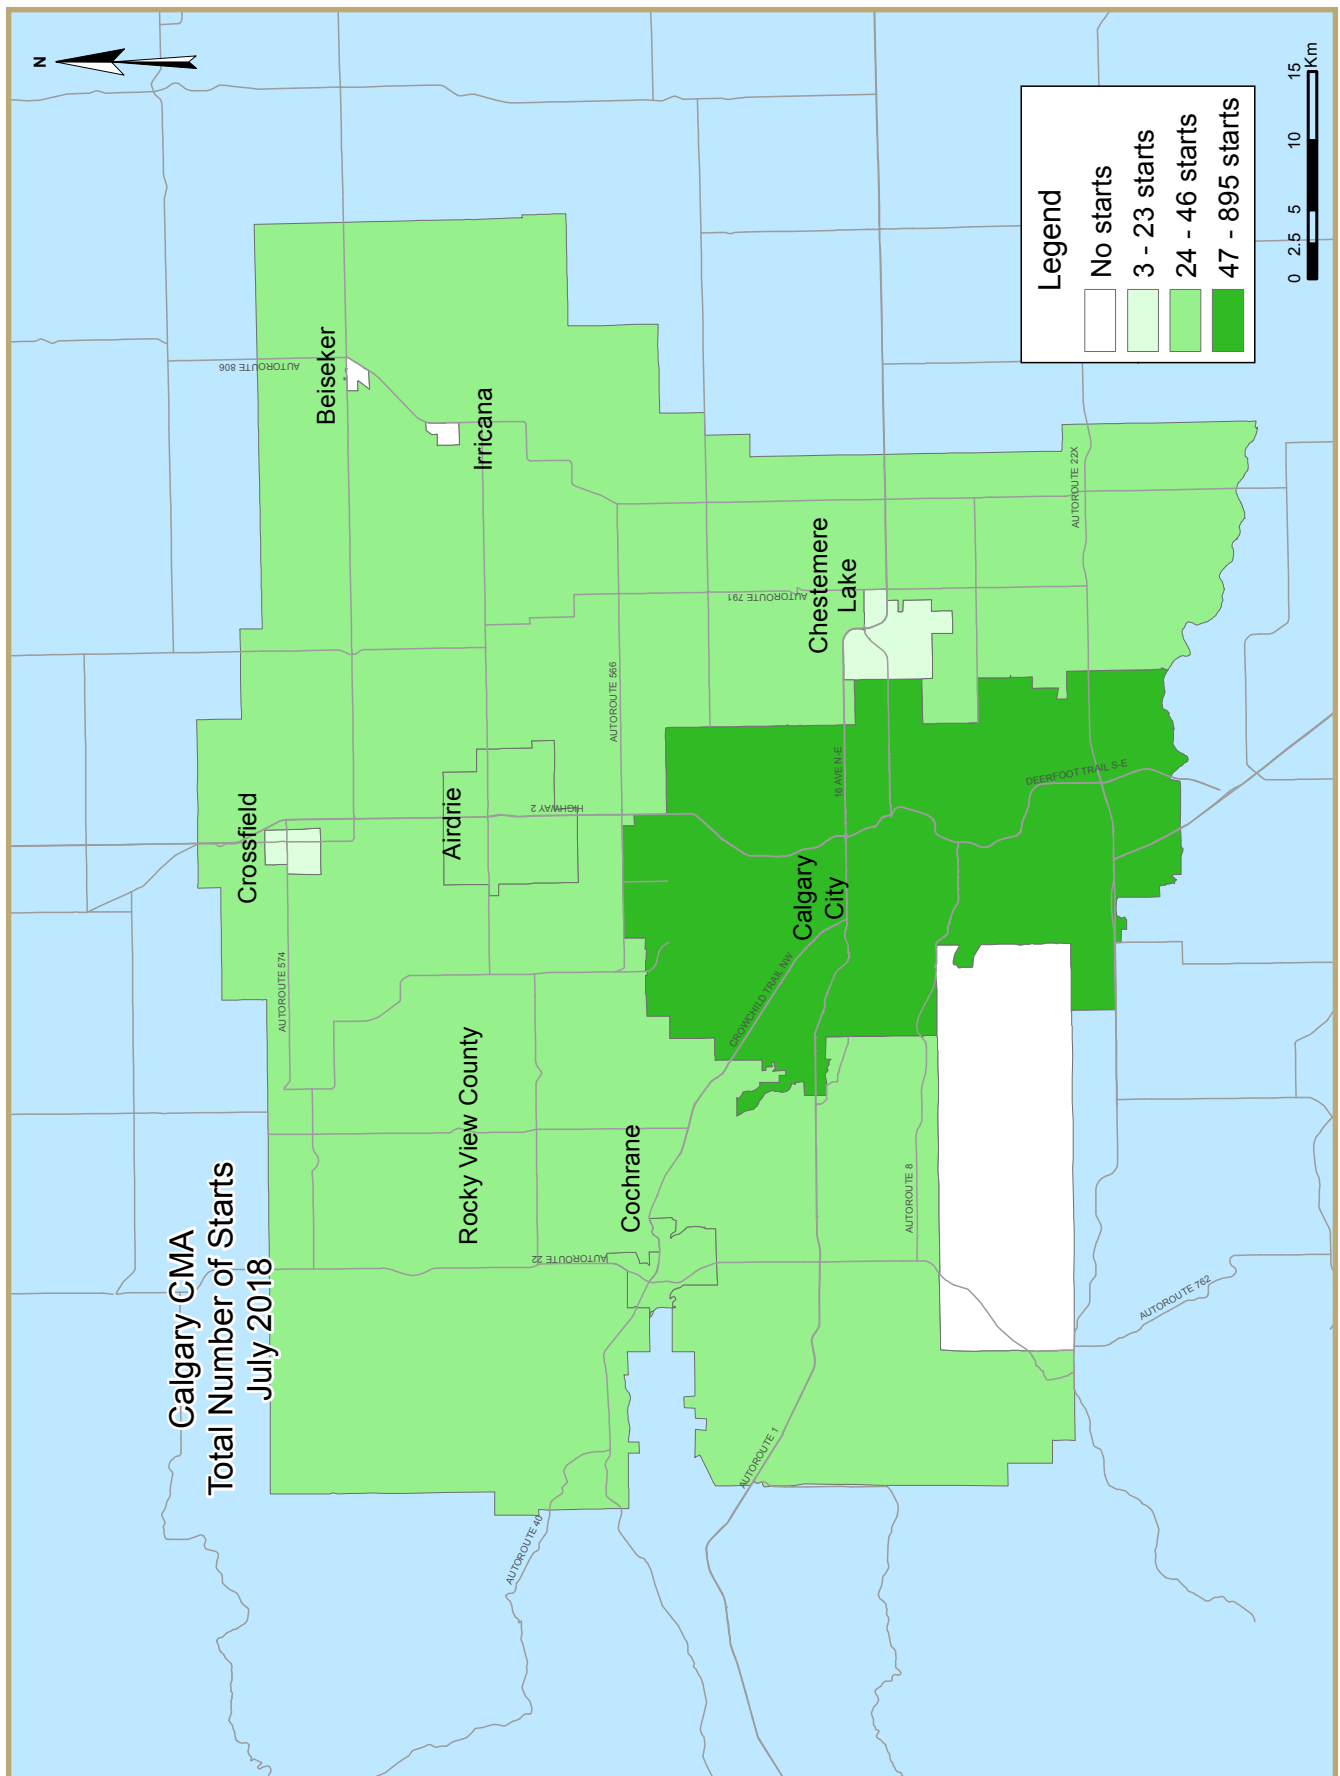 Calgary CMA
Total Number of Starts
July 2018
N
Crossfield
Beiseker
Irricana
Airdrie
Rocky View County
Cochrane
Chestemere
Lake
Calgary
City
AUTOROUTE 574
AUTOROUTE 806
AUTOROUTE 566
AUTOROUTE 791
HIGHWAY 2
AUTOROUTE 22
AUTOROUTE 40
AUTOROUTE 1
CROWCHILD TRAIL NW
16 AVE N-E
AUTOROUTE 8
DEERFOOT TRAIL S-E
AUTOROUTE 22X
AUTOROUTE 762
Legend
No starts
3 - 23 starts
24 - 46 starts
47 - 895 starts
0 2.5 5 10 15
Km